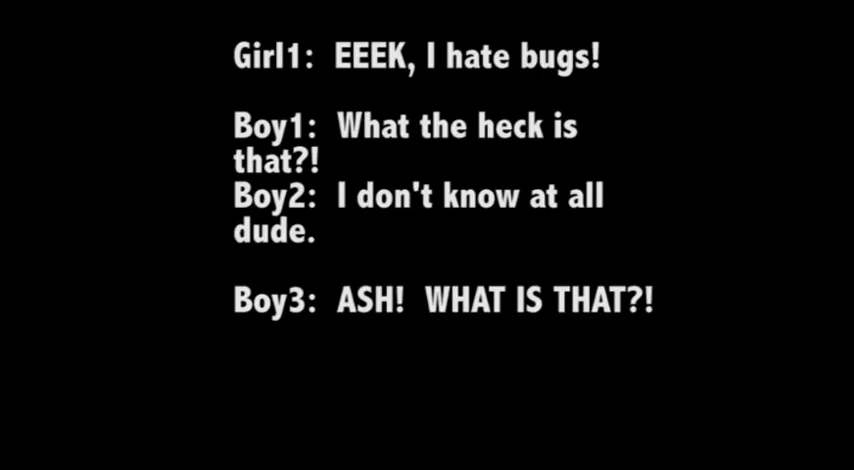 Girl1:  EEEK, I hate bugs!
Boy1:  What the heck is
that?!
Boy2:  I don't know at all
dude.
Boy3:  ASH!  WHAT IS THAT?!